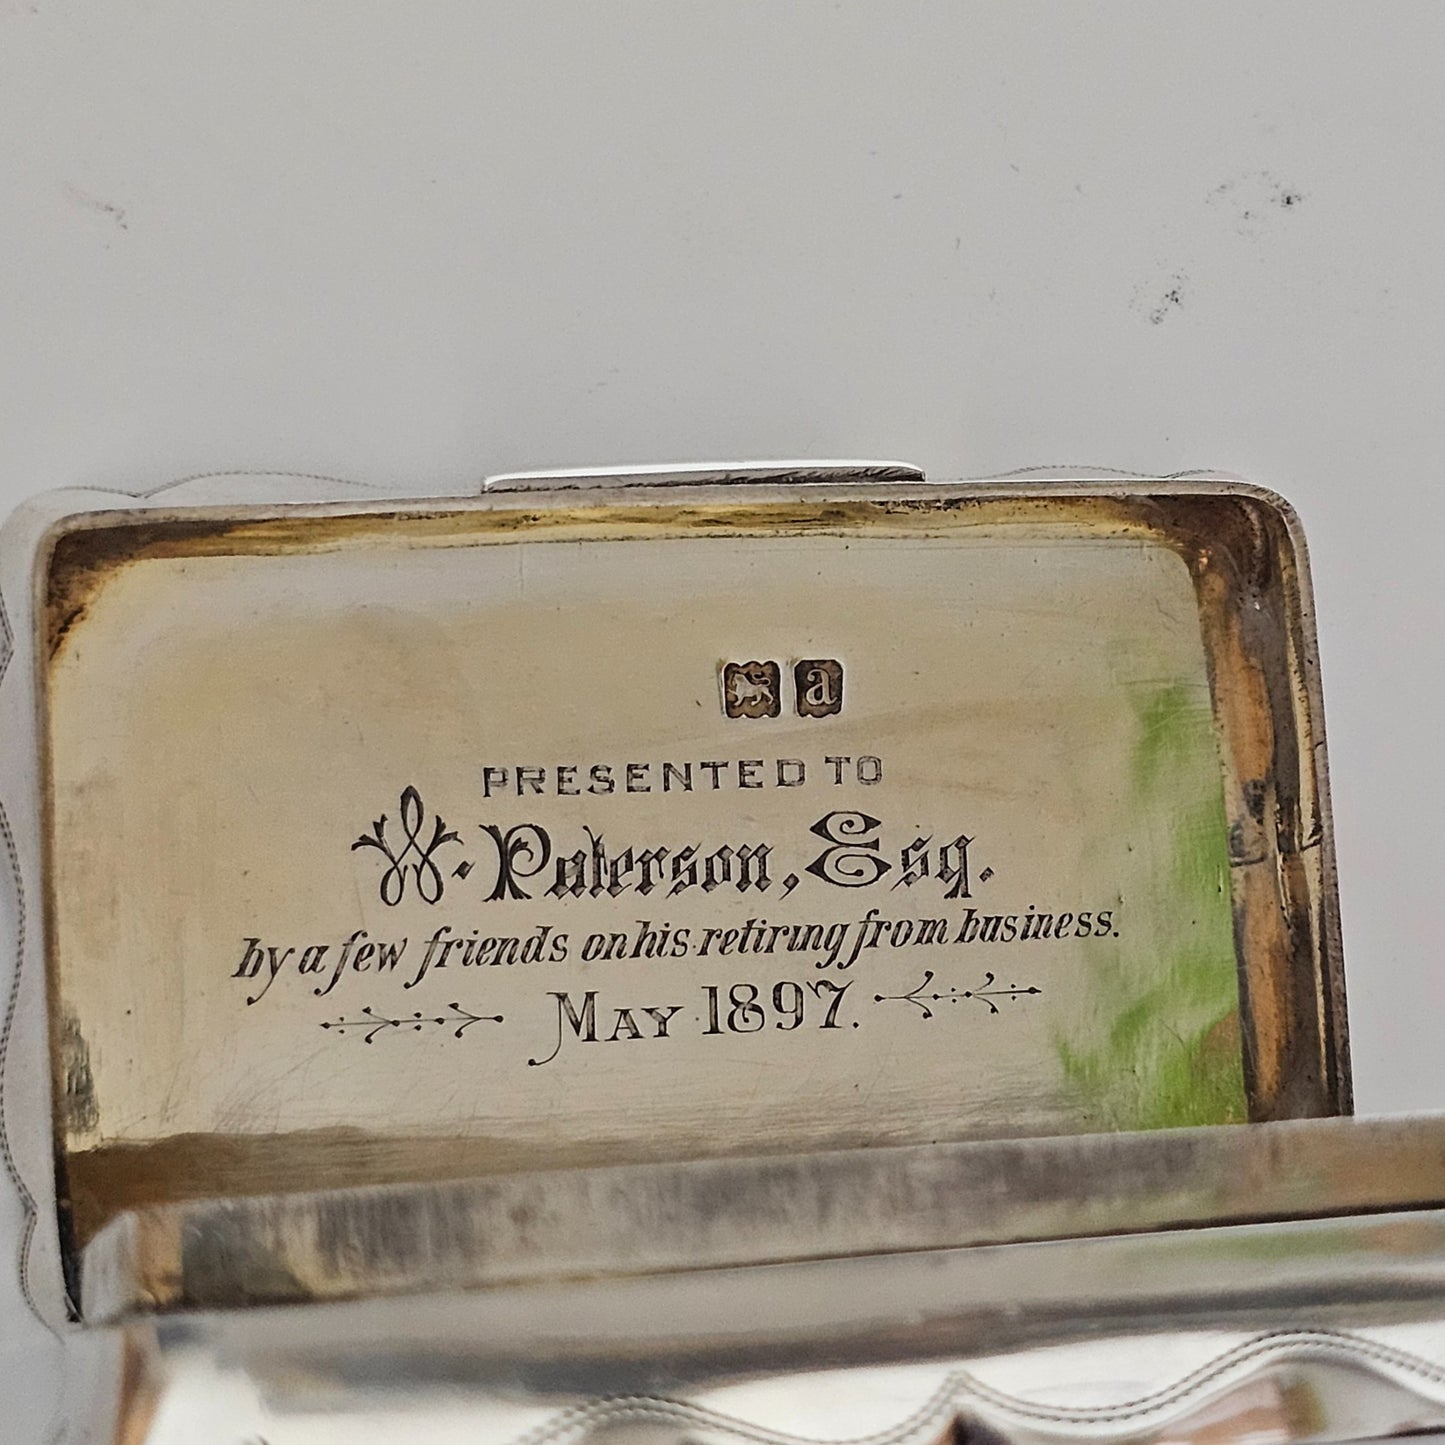 a
PRESENTED TO
W. Paterson, Esq.
by a few friends on his retiring from business.
MAY 1897.